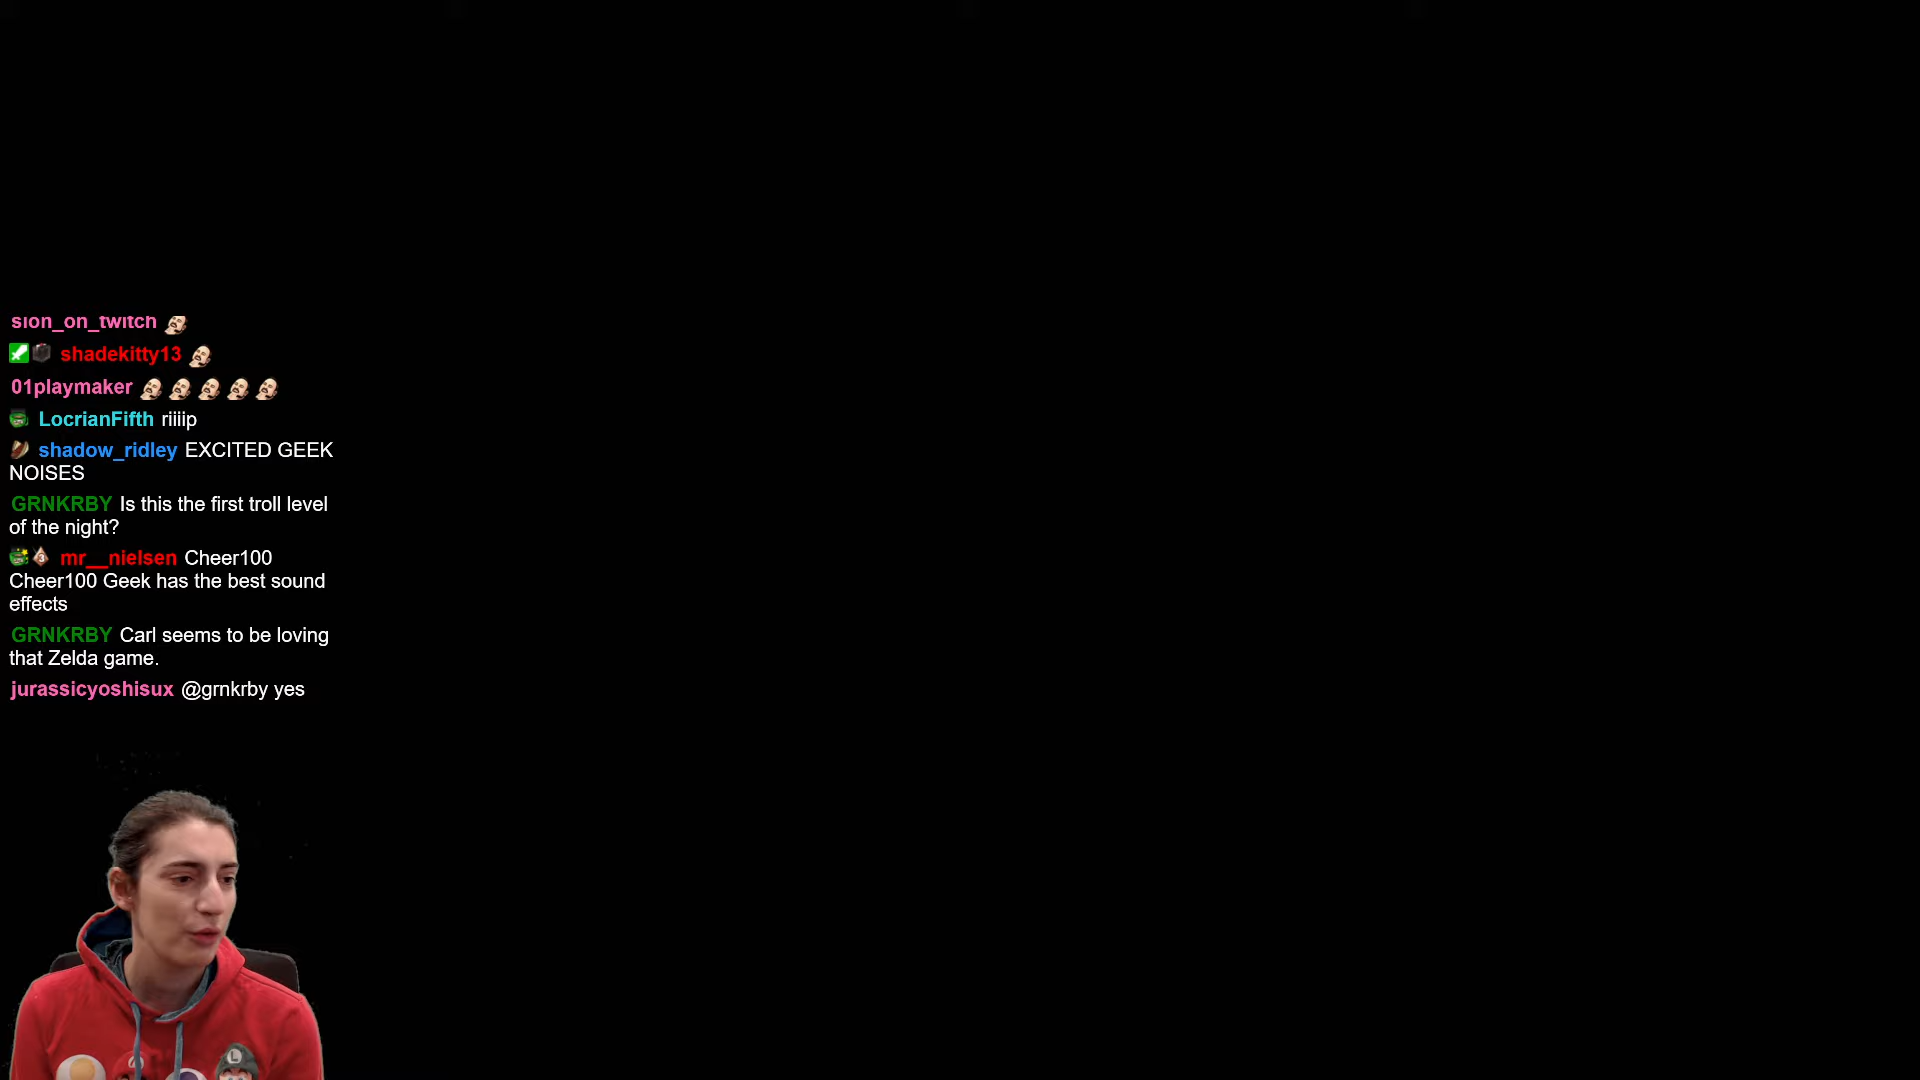 sion_on_twitch
shadekitty13
01playmaker
LocrianFifth riiiip
shadow_ridley EXCITED GEEK
NOISES
GRNKRBY Is this the first troll level
of the night?
mr__nielsen Cheer100
Cheer100 Geek has the best sound
effects
GRNKRBY Carl seems to be loving
that Zelda game.
jurassicyoshisux @grnkrby yes
L